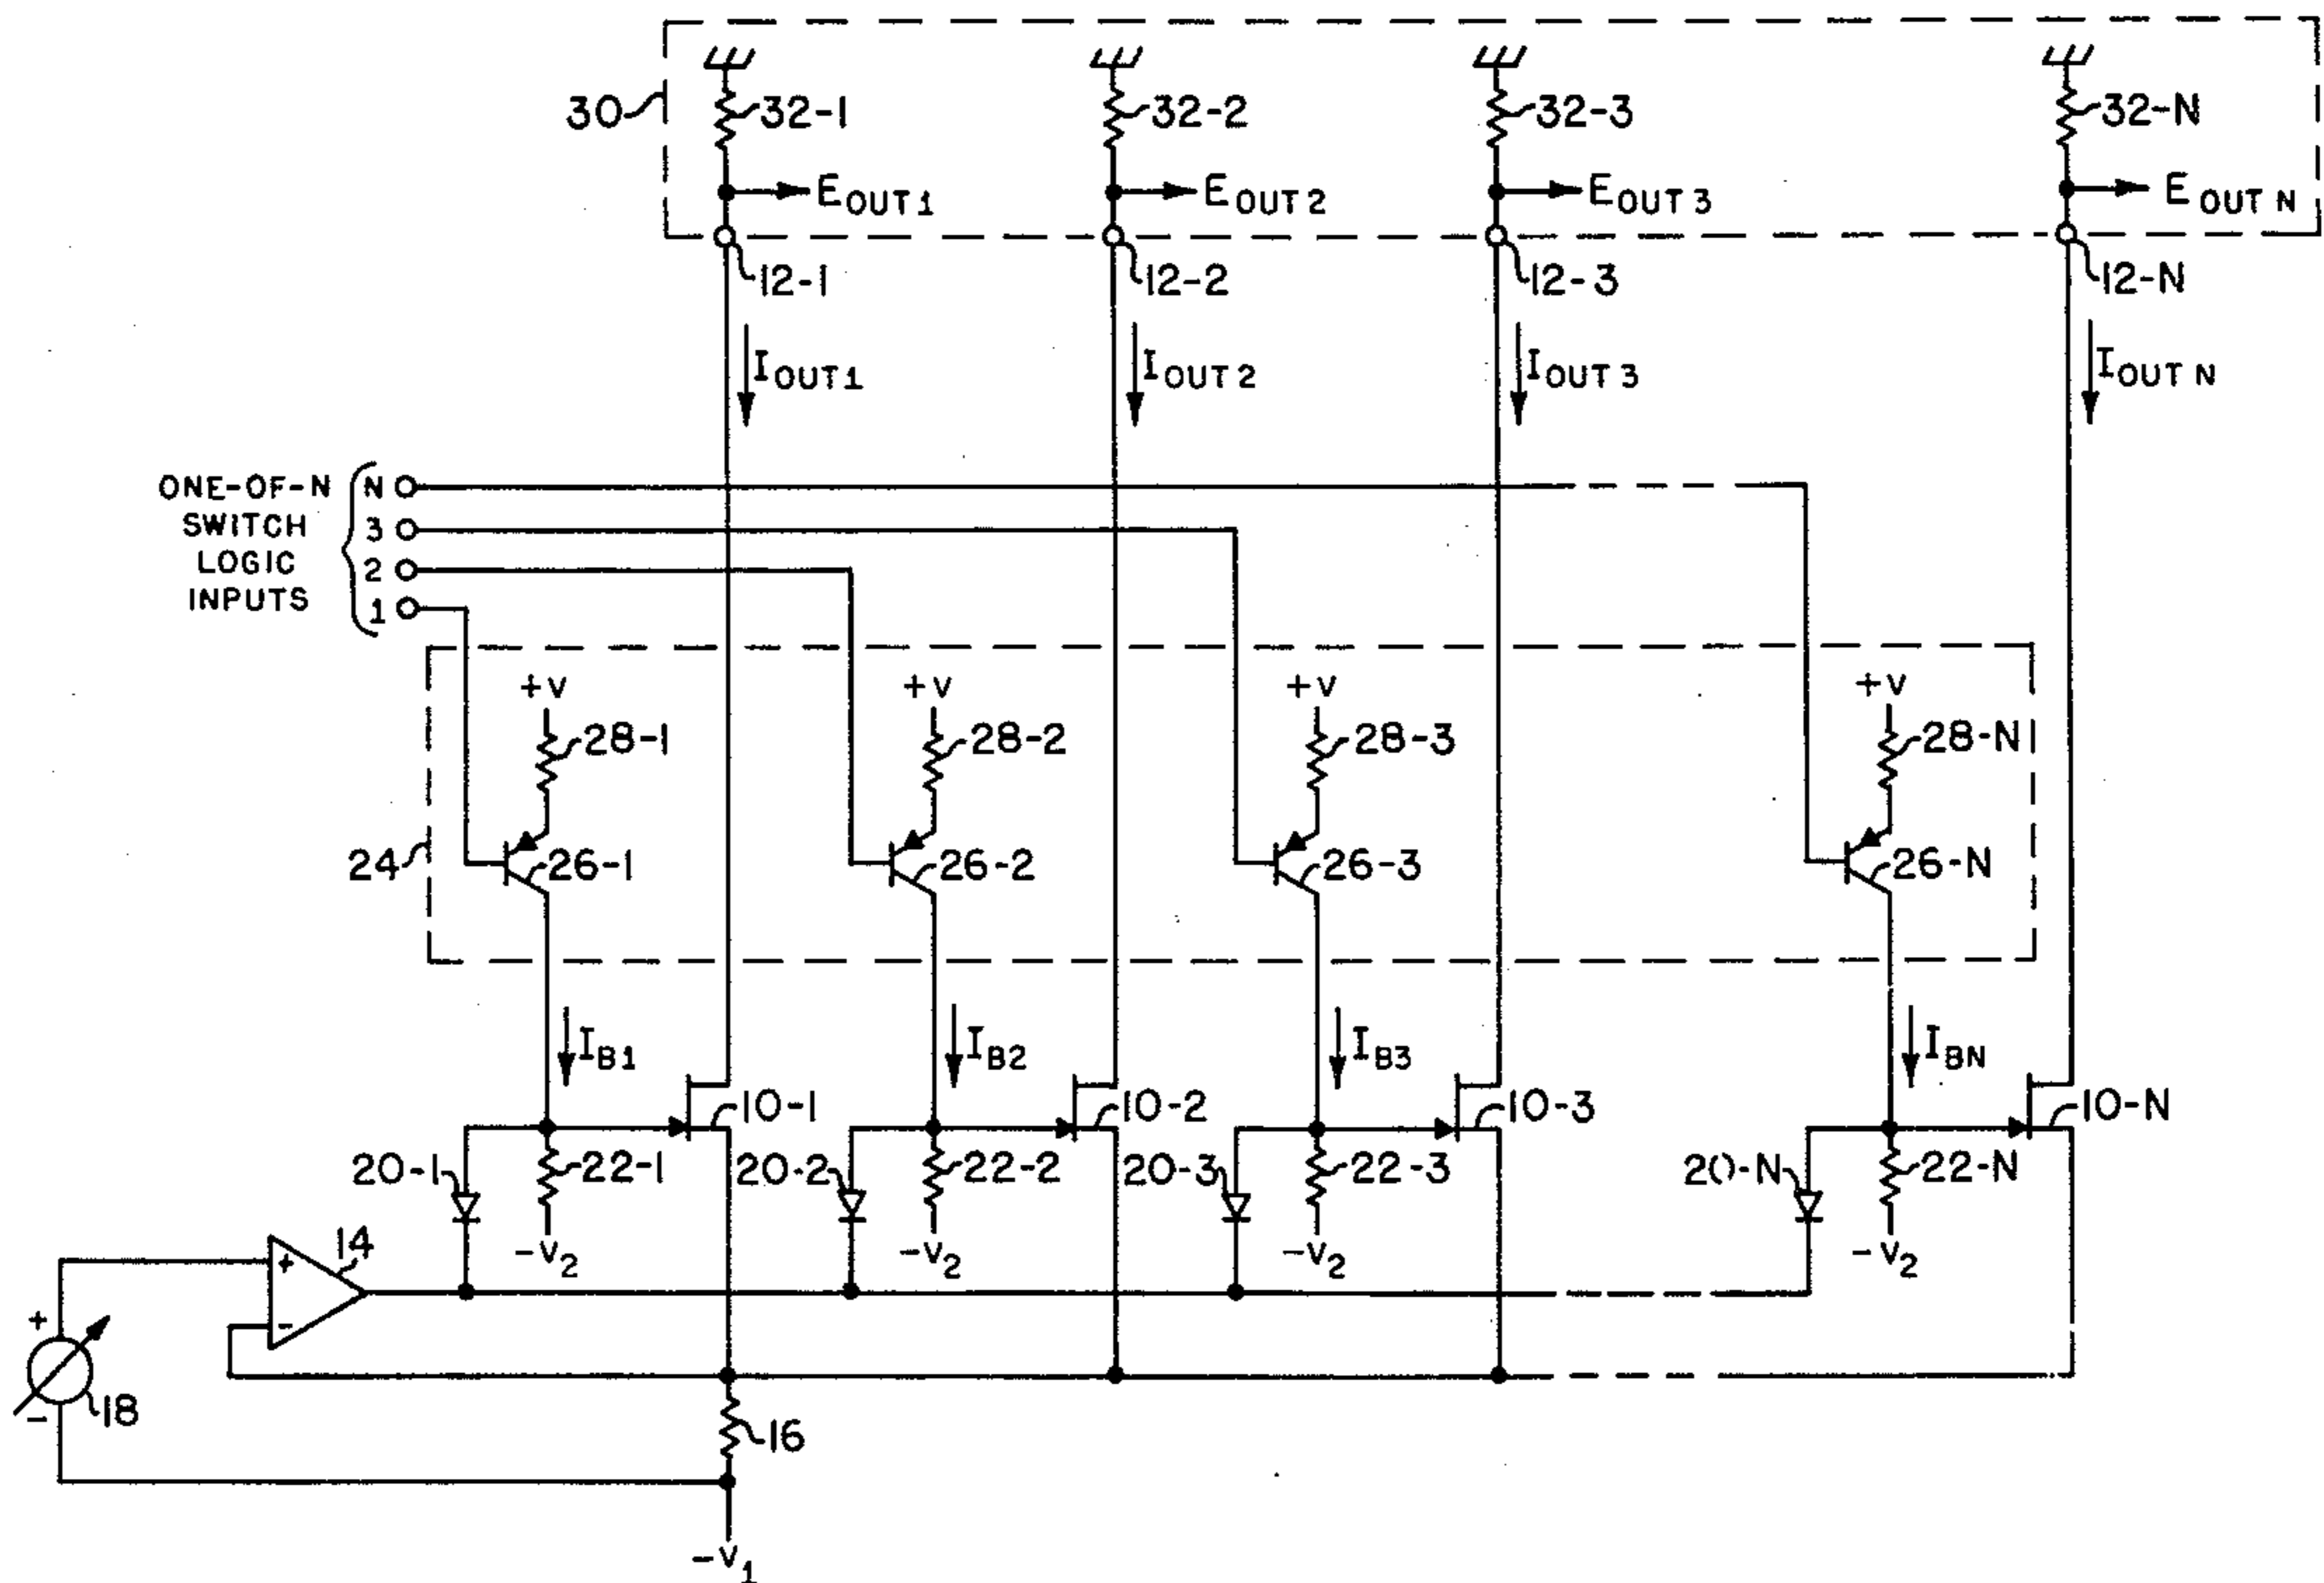 30 32-1 32-2 32-3 32-N
EOUT1 EOUT2 EOUT3 EOUT N
12-1 12-2 12-3 12-N
IOUT1 IOUT2 IOUT3 IOUT N
ONE-OF-N N
SWITCH 3
LOGIC 2
INPUTS 1
+V +V +V +V
28-1 28-2 28-3 28-N
24 26-1 26-2 26-3 26-N
IB1 IB2 IB3 IBN
10-1 10-2 10-3 10-N
20-1 22-1 20-2 22-2 20-3 22-3 20-N 22-N
14
-V2 -V2 -V2 -V2
+
+ -
- 18
16
-V1